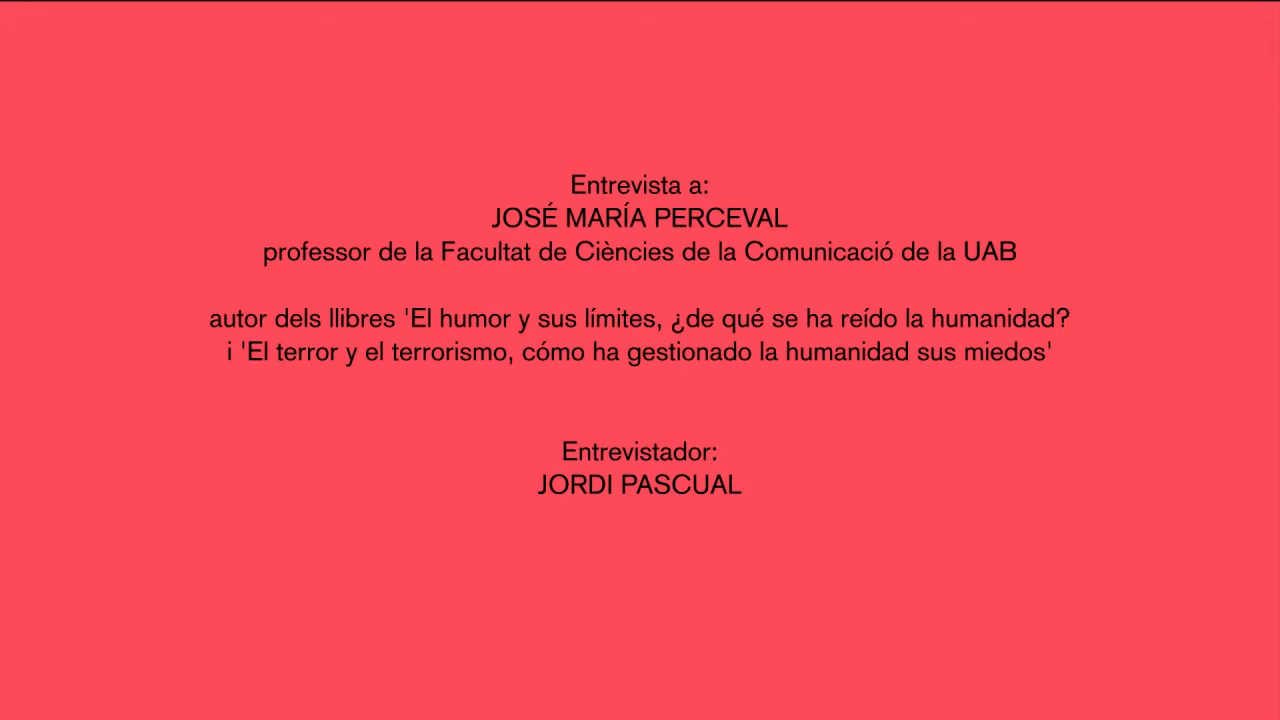 Entrevista a:
JOSÉ MARÍA PERCEVAL
professor de la Facultat de Ciències de la Comunicació de la UAB
autor dels llibres 'El humor y sus límites, ¿de qué se ha reído la humanidad?
i 'El terror y el terrorismo, cómo ha gestionado la humanidad sus miedos'
Entrevistador:
JORDI PASCUAL